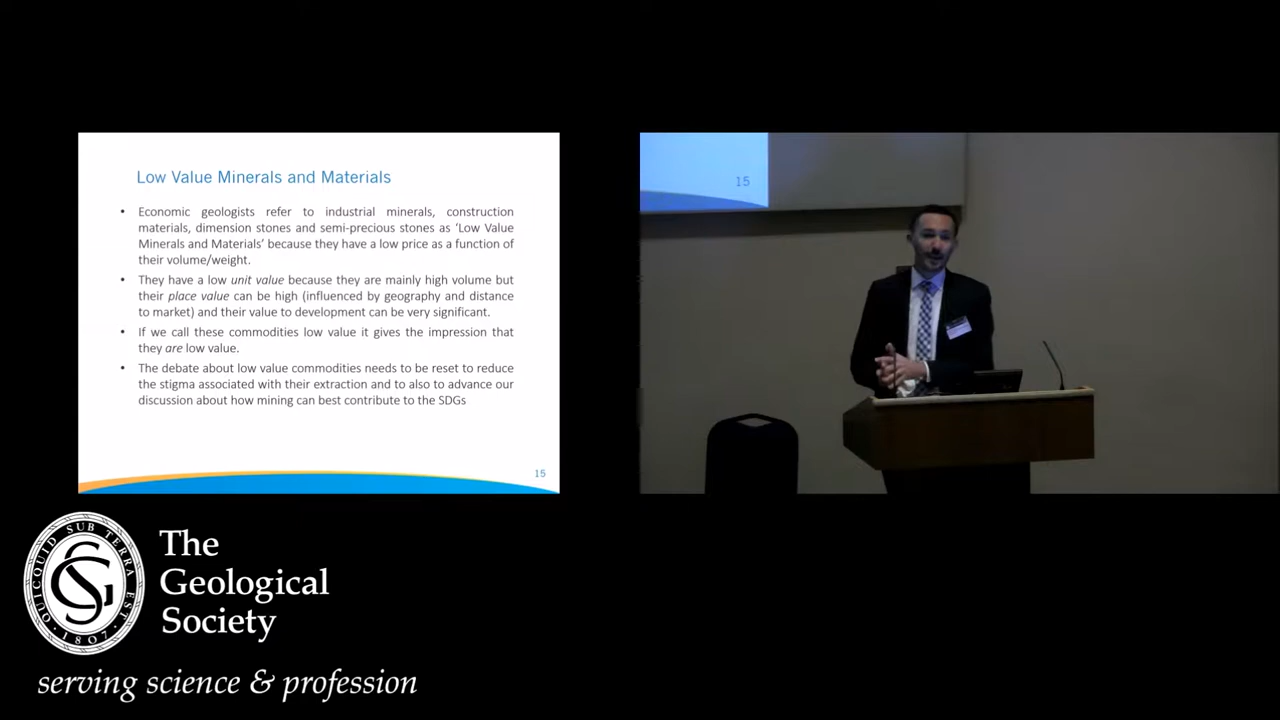 Low Value Minerals and Materials
• Economic geologists refer to industrial minerals, construction
materials, dimension stones and semi-precious stones as ‘Low Value
Minerals and Materials’ because they have a low price as a function of
their volume/weight.
• They have a low unit value because they are mainly high volume but
their place value can be high (influenced by geography and distance
to market) and their value to development can be very significant.
• If we call these commodities low value it gives the impression that
they are low value.
• The debate about low value commodities needs to be reset to reduce
the stigma associated with their extraction and to also to advance our
discussion about how mining can best contribute to the SDGs
15
15
QUICQUID SUB TERRA EST
GS
·1807·
The
Geological
Society
serving science & profession